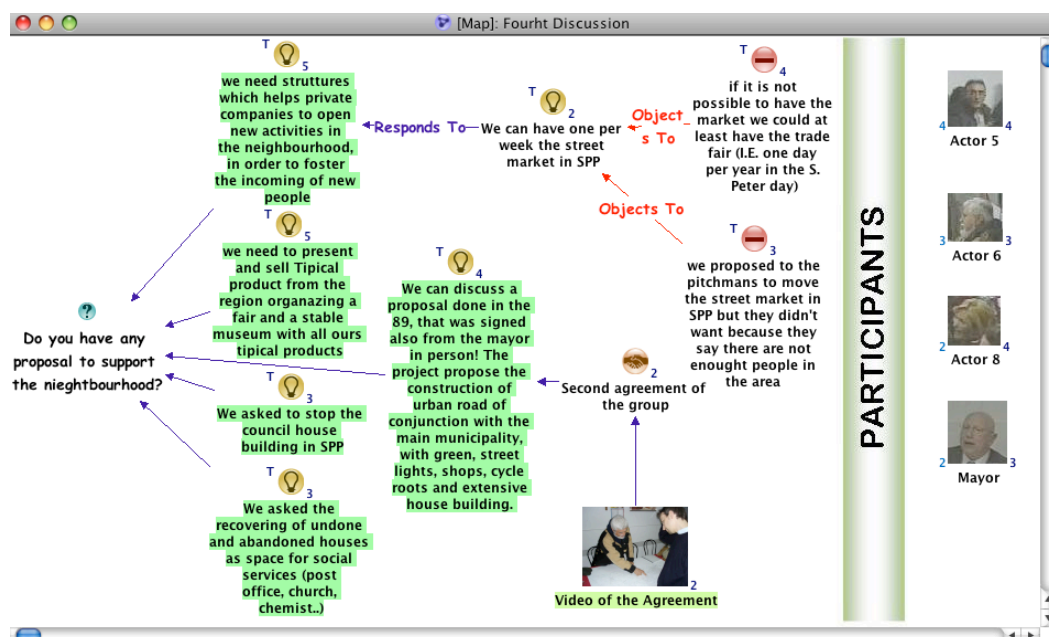 [Map]: Fourht Discussion
T
5
we need struttures
which helps private
companies to open
new activities in
the neighbourhood,
in order to foster
the incoming of new
people
Responds To
T
2
We can have one per
week the street
market in SPP
Object_
s To
T
4
if it is not
possible to have the
market we could at
least have the trade
fair (I.E. one day
per year in the S.
Peter day)
Objects To
T
3
we proposed to the
pitchmans to move
the street market in
SPP but they didn't
want because they
say there are not
enought people in
the area
T
5
we need to present
and sell Tipical
product from the
region organazing a
fair and a stable
museum with all ours
tipical products
T
4
We can discuss a
proposal done in the
89, that was signed
also from the mayor
in person! The
project propose the
construction of
urban road of
conjunction with the
main municipality,
with green, street
lights, shops, cycle
roots and extensive
house building.
?
Do you have any
proposal to support
the nieghtbourhood?
2
Second agreement of
the group
T
3
We asked to stop the
council house
building in SPP
T
3
We asked the
recovering of undone
and abandoned houses
as space for social
services (post
office, church,
chemist..)
2
Video of the Agreement
PARTICIPANTS
4 4
Actor 5
3 3
Actor 6
2 4
Actor 8
2 3
Mayor